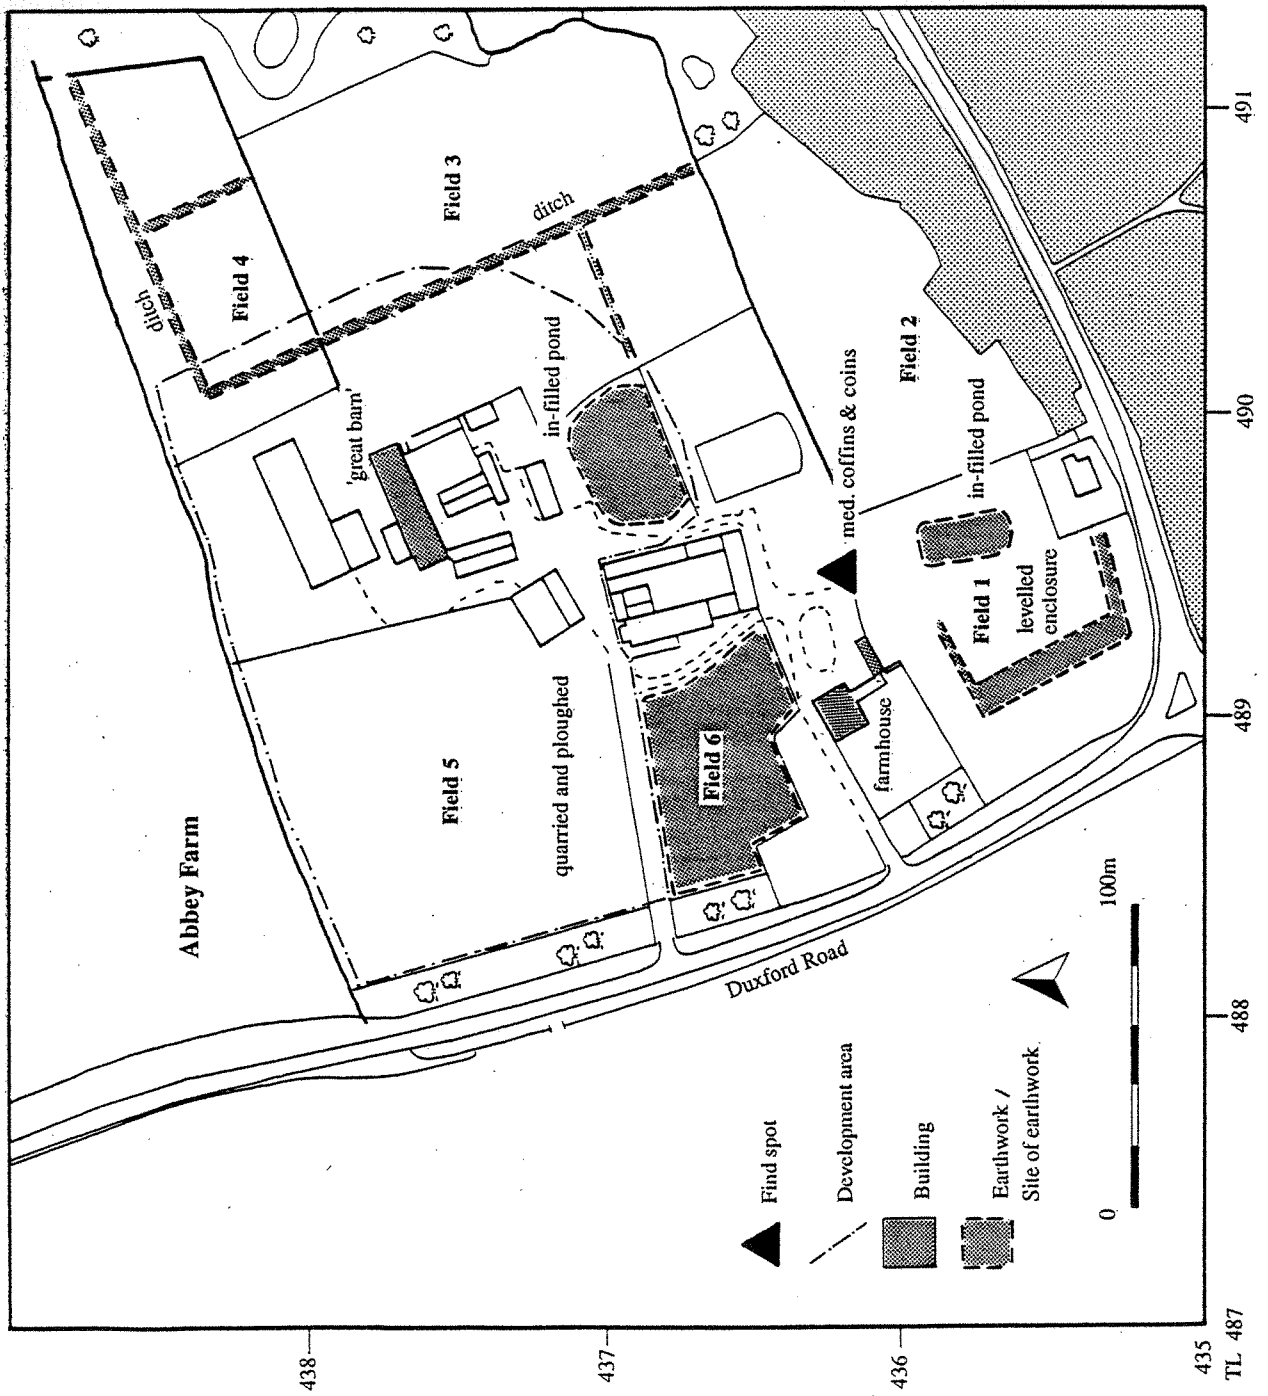 Abbey Farm
ditch
Field 4
Field 3
ditch
'great barn'
in-filled pond
Field 5
quarried and ploughed
Field 6
Field 2
med. coffins & coins
in-filled pond
Field 1
levelled
enclosure
farmhouse
Duxford Road
Find spot
Development area
Building
Earthwork /
Site of earthwork
0
100m
438
437
436
435
TL 487
488
489
490
491